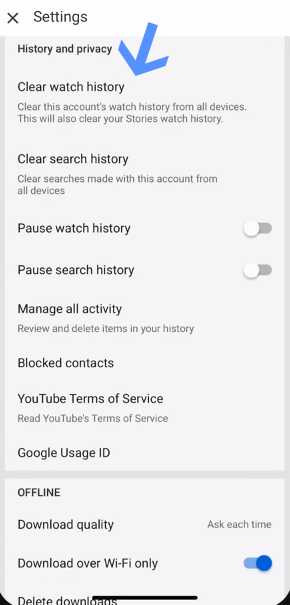 Settings
History and privacy
Clear watch history
Clear this account's watch history from all devices.
This will also clear your Stories watch history.
Clear search history
Clear searches made with this account from
all devices
Pause watch history
Pause search history
Manage all activity
Review and delete items in your history
Blocked contacts
YouTube Terms of Service
Read YouTube's Terms of Service
Google Usage ID
OFFLINE
Download quality Ask each time
Download over Wi-Fi only
Delete downloads